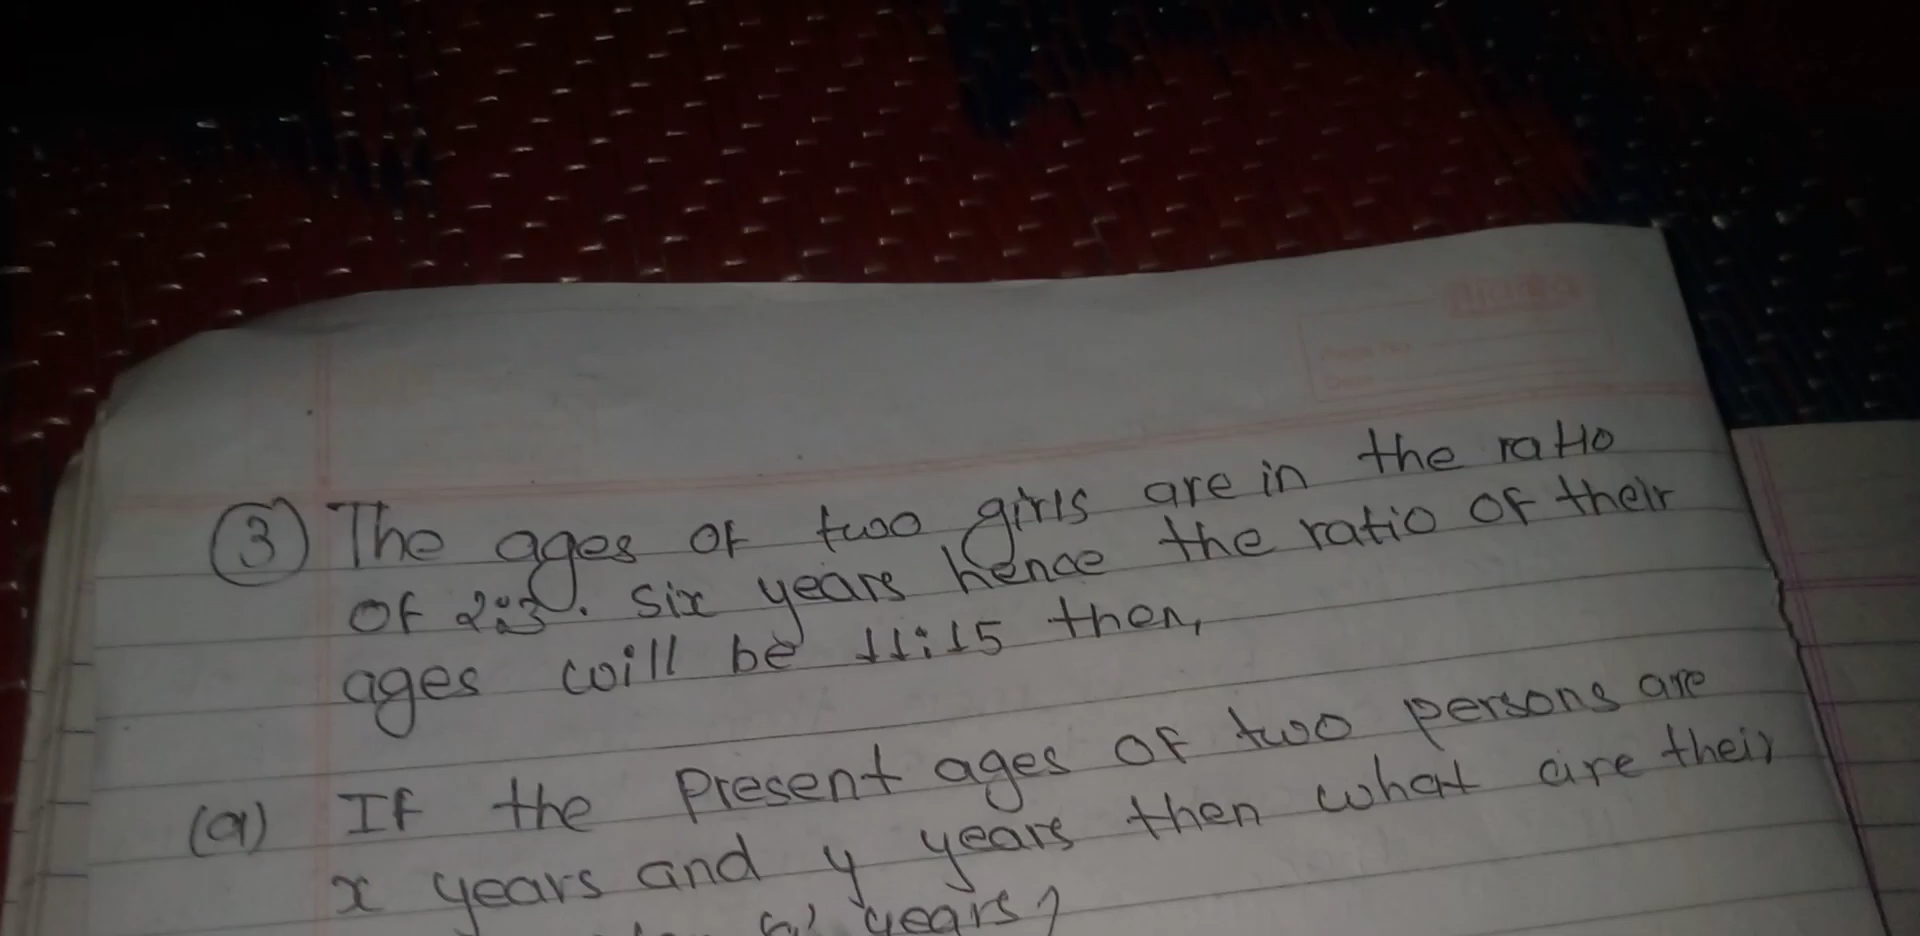 3 The ages of two girls are in the ratio
of 2:3. six years hence the ratio of their
ages will be 11:15 then,
(a) If the present ages of two persons are
x years and y years then what are their
years?